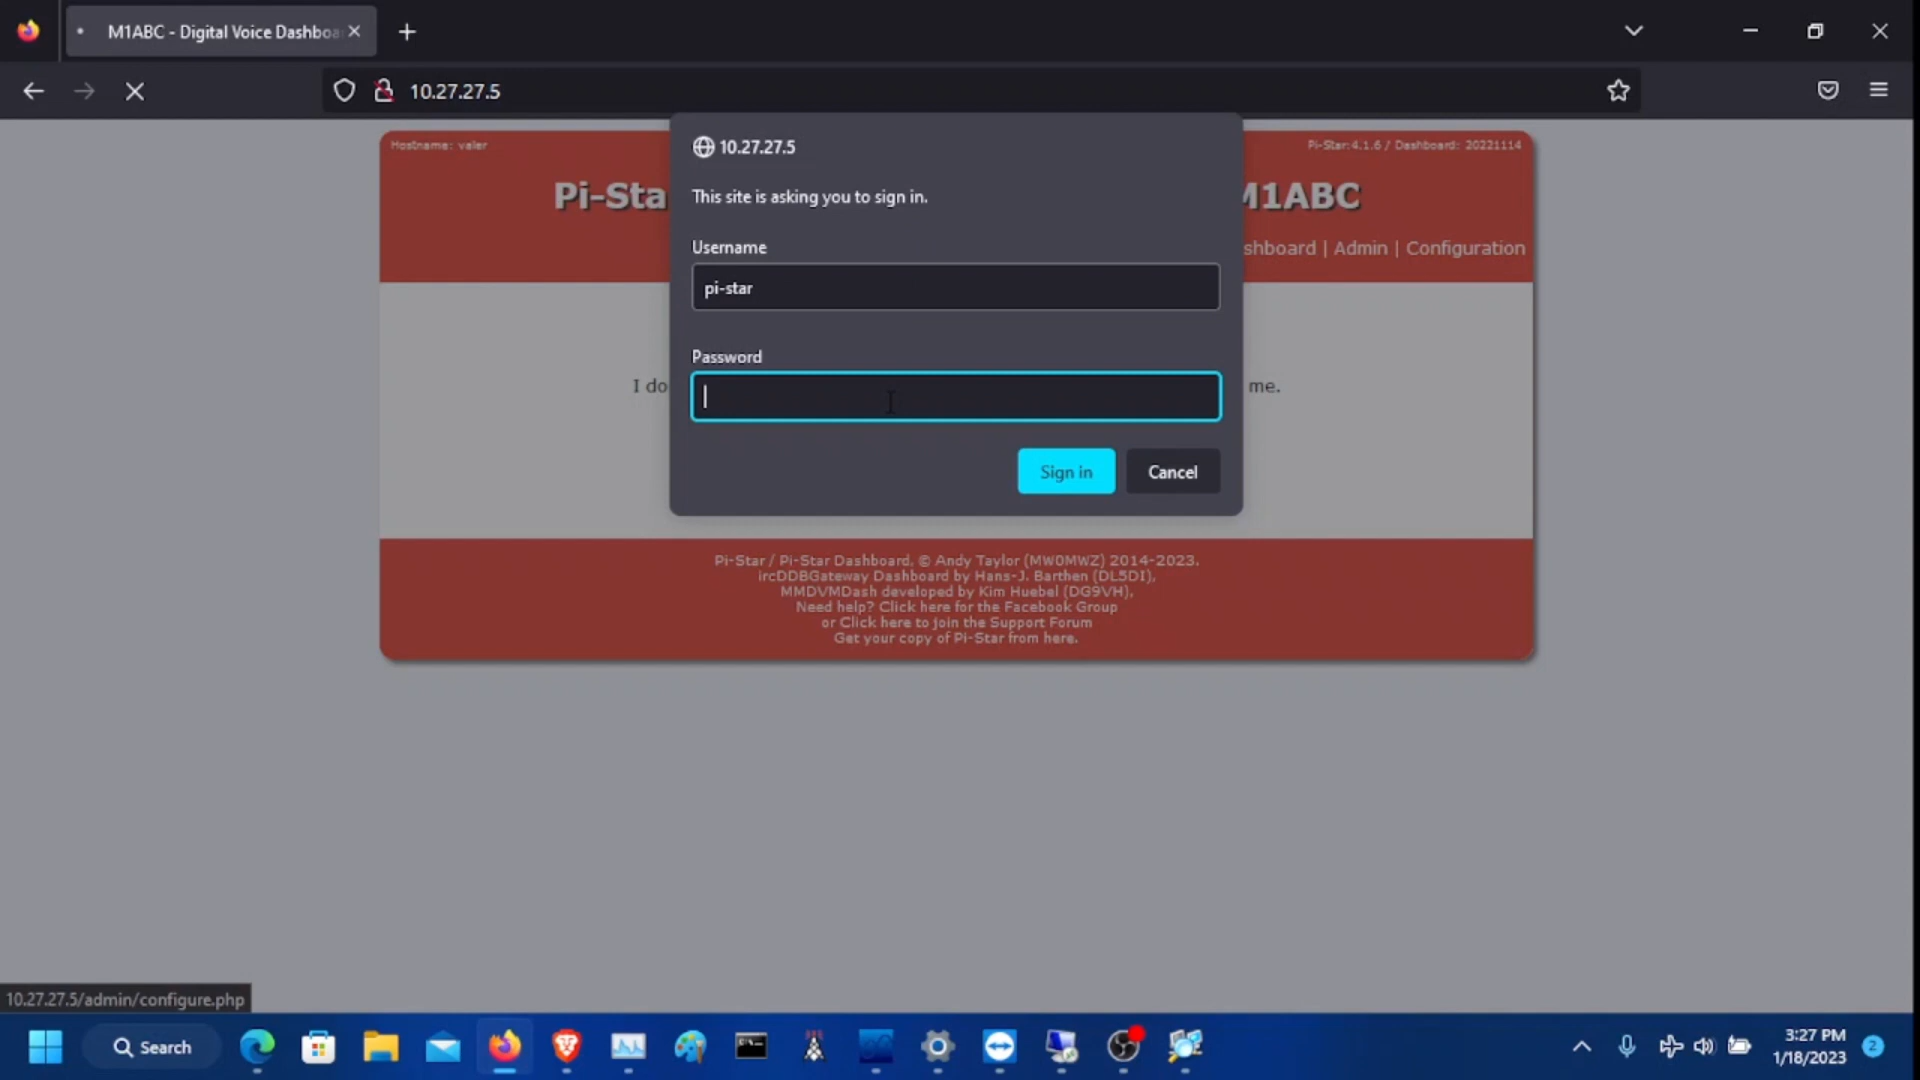 M1ABC - Digital Voice Dashboa
10.27.27.5
10.27.27.5
This site is asking you to sign in.
Username
pi-star
Password
Sign in
Cancel
Hostname: valer
Pi-Star:4.1.6 / Dashboard: 20221114
Pi-Sta
M1ABC
shboard | Admin | Configuration
I do
me.
Pi-Star / Pi-Star Dashboard, © Andy Taylor (MW0MWZ) 2014-2023.
ircDDBGateway Dashboard by Hans-J. Barthen (DL5DI),
MMDVMDash developed by Kim Huebel (DG9VH),
Need help? Click here for the Facebook Group
or Click here to join the Support Forum
Get your copy of Pi-Star from here.
10.27.27.5/admin/configure.php
Search
3:27 PM
1/18/2023
2